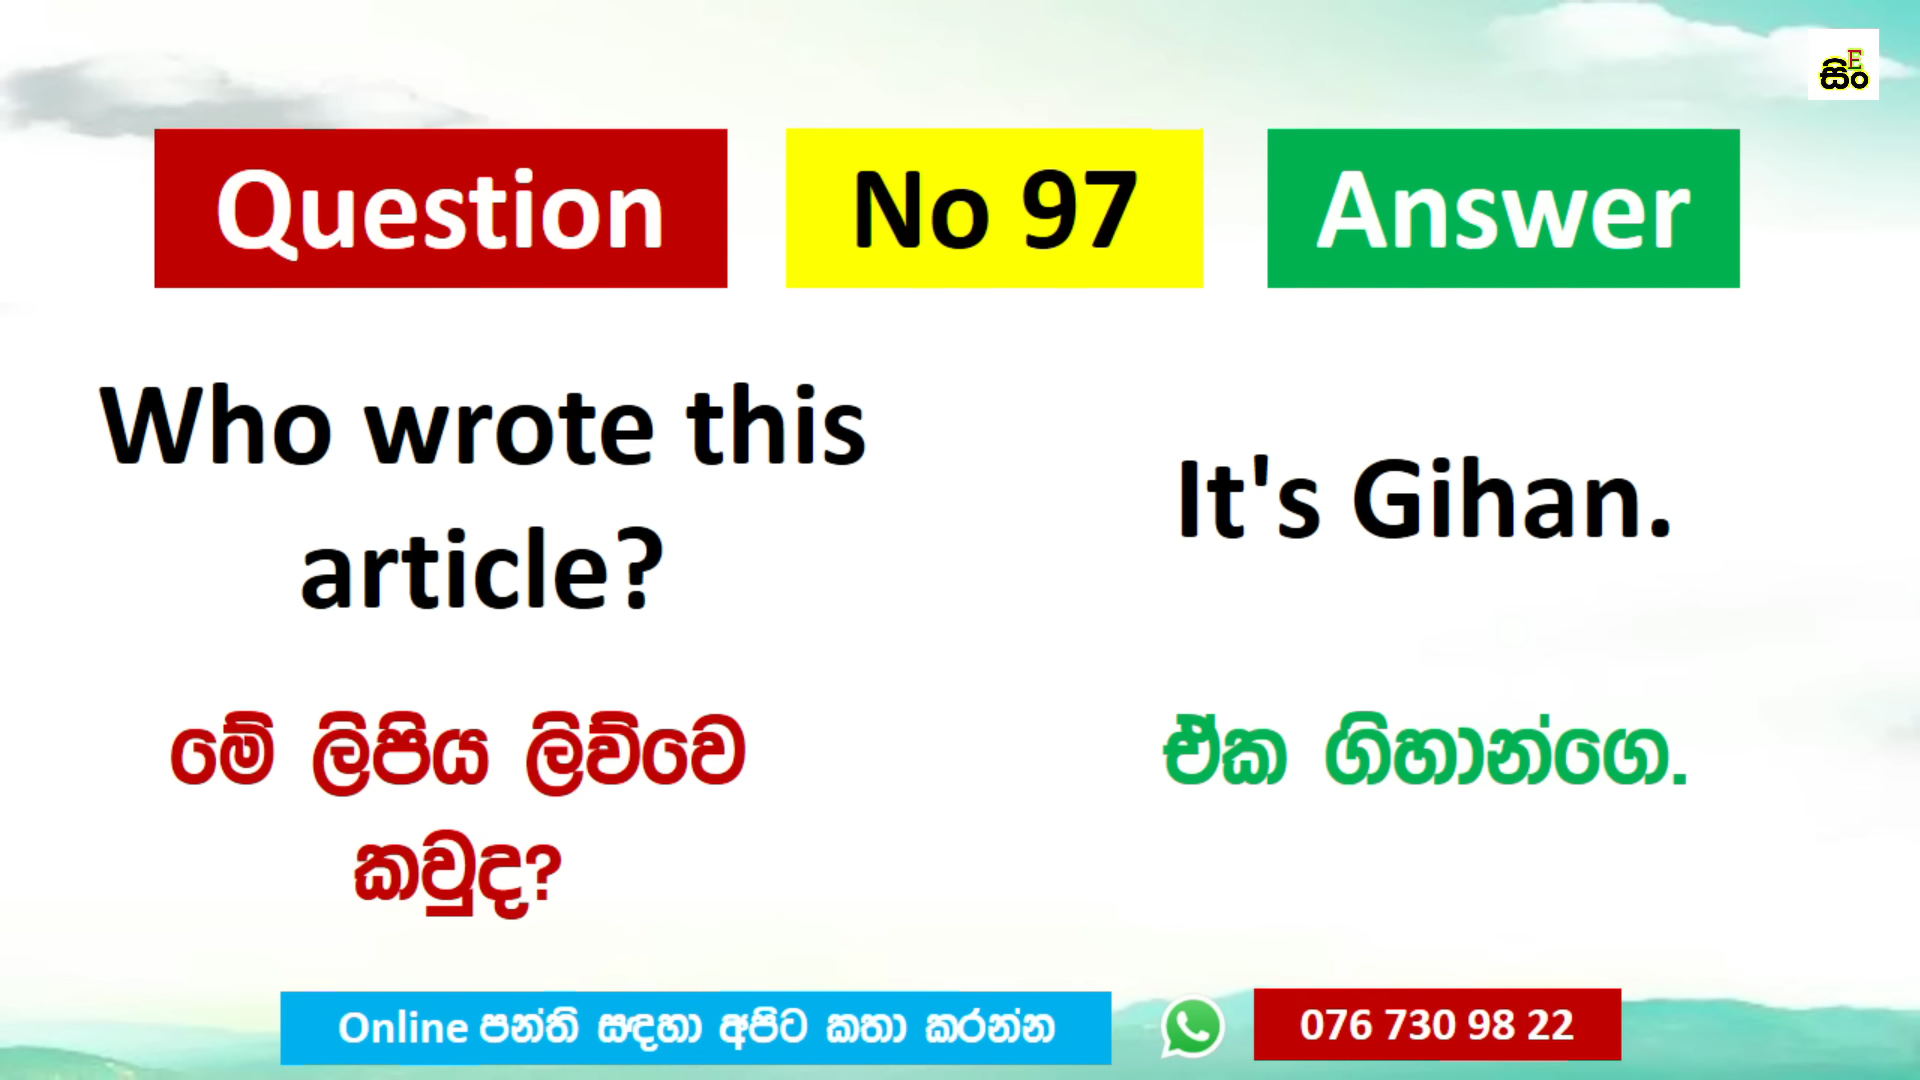 සිං
E
Question
No 97
Answer
Who wrote this
article?
It's Gihan.
මේ ලිපිය ලිව්වෙ
කවුද?
ඒක ගිහාන්ගෙ.
Online පන්ති සඳහා අපිට කතා කරන්න
076 730 98 22